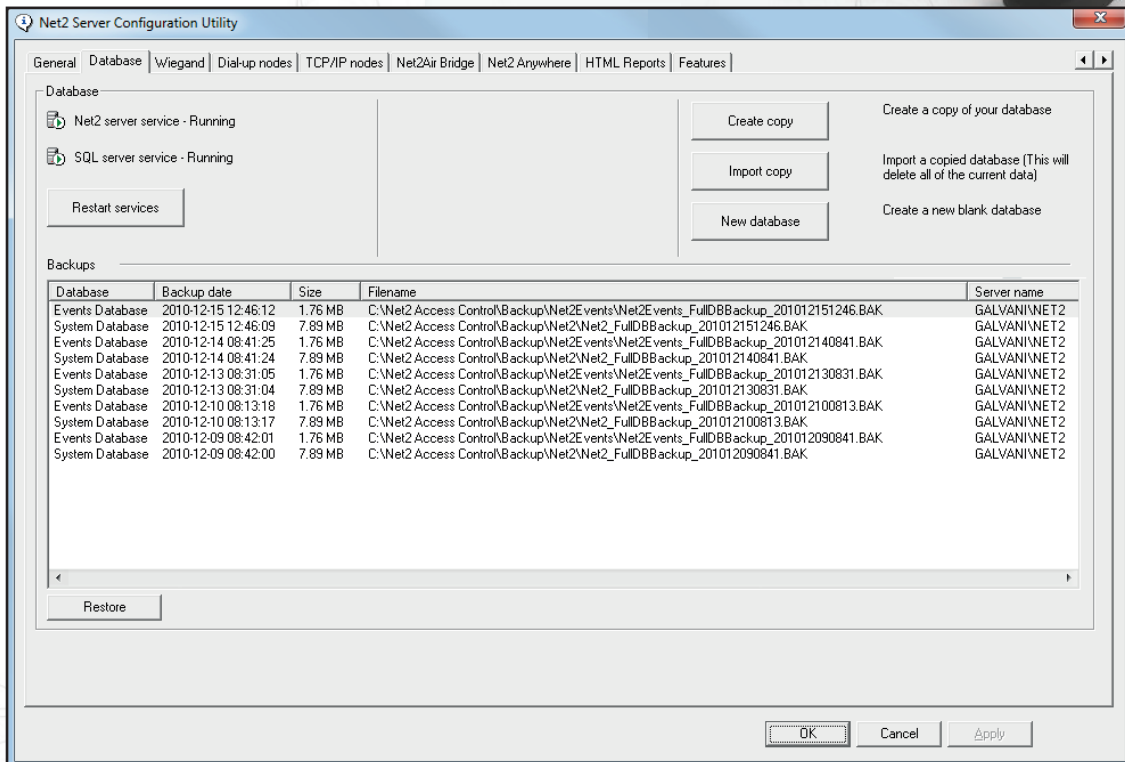 Net2 Server Configuration Utility
General Database Wiegand Dial-up nodes TCP/IP nodes Net2Air Bridge Net2 Anywhere HTML Reports Features
Database
Net2 server service - Running
SQL server service - Running
Restart services
Create copy
Create a copy of your database
Import copy
Import a copied database (This will
delete all of the current data)
New database
Create a new blank database
Backups
Database Backup date Size Filename Server name
Events Database 2010-12-15 12:46:12 1.76 MB C:\Net2 Access Control\Backup\Net2Events\Net2Events_FullDBBackup_201012151246.BAK GALVANI\NET2
System Database 2010-12-15 12:46:09 7.89 MB C:\Net2 Access Control\Backup\Net2\Net2_FullDBBackup_201012151246.BAK GALVANI\NET2
Events Database 2010-12-14 08:41:25 1.76 MB C:\Net2 Access Control\Backup\Net2Events\Net2Events_FullDBBackup_201012140841.BAK GALVANI\NET2
System Database 2010-12-14 08:41:24 7.89 MB C:\Net2 Access Control\Backup\Net2\Net2_FullDBBackup_201012140841.BAK GALVANI\NET2
Events Database 2010-12-13 08:31:05 1.76 MB C:\Net2 Access Control\Backup\Net2Events\Net2Events_FullDBBackup_201012130831.BAK GALVANI\NET2
System Database 2010-12-13 08:31:04 7.89 MB C:\Net2 Access Control\Backup\Net2\Net2_FullDBBackup_201012130831.BAK GALVANI\NET2
Events Database 2010-12-10 08:13:18 1.76 MB C:\Net2 Access Control\Backup\Net2Events\Net2Events_FullDBBackup_201012100813.BAK GALVANI\NET2
System Database 2010-12-10 08:13:17 7.89 MB C:\Net2 Access Control\Backup\Net2\Net2_FullDBBackup_201012100813.BAK GALVANI\NET2
Events Database 2010-12-09 08:42:01 1.76 MB C:\Net2 Access Control\Backup\Net2Events\Net2Events_FullDBBackup_201012090841.BAK GALVANI\NET2
System Database 2010-12-09 08:42:00 7.89 MB C:\Net2 Access Control\Backup\Net2\Net2_FullDBBackup_201012090841.BAK GALVANI\NET2
Restore
OK Cancel Apply